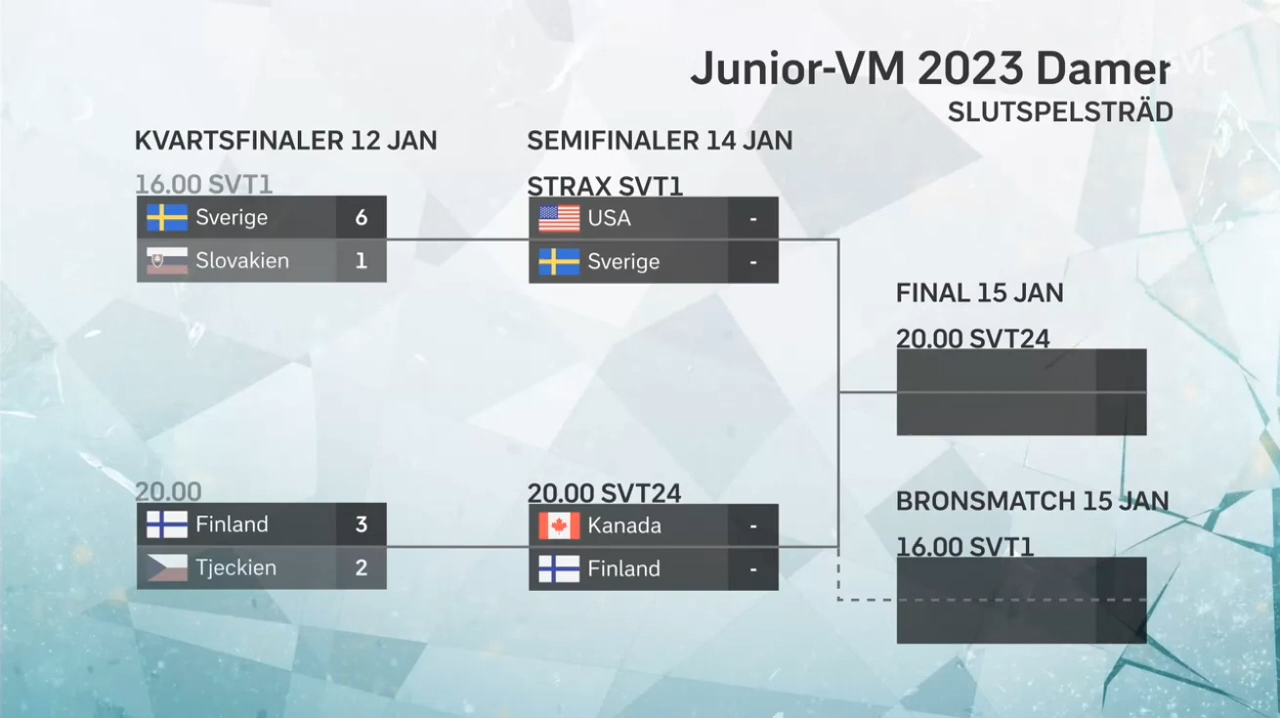 Junior-VM 2023 Damer
svt
SLUTSPELSTRÄD
KVARTSFINALER 12 JAN
16.00 SVT1
Sverige 6
Slovakien 1
20.00
Finland 3
Tjeckien 2
SEMIFINALER 14 JAN
STRAX SVT1
USA -
Sverige -
20.00 SVT24
Kanada -
Finland -
FINAL 15 JAN
20.00 SVT24
BRONSMATCH 15 JAN
16.00 SVT1